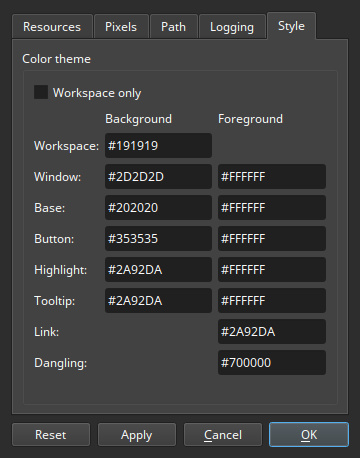 Resources Pixels Path Logging Style
Color theme
Workspace only
Background Foreground
Workspace: #191919
Window: #2D2D2D #FFFFFF
Base: #202020 #FFFFFF
Button: #353535 #FFFFFF
Highlight: #2A92DA #FFFFFF
Tooltip: #2A92DA #FFFFFF
Link: #2A92DA
Dangling: #700000
Reset Apply Cancel OK